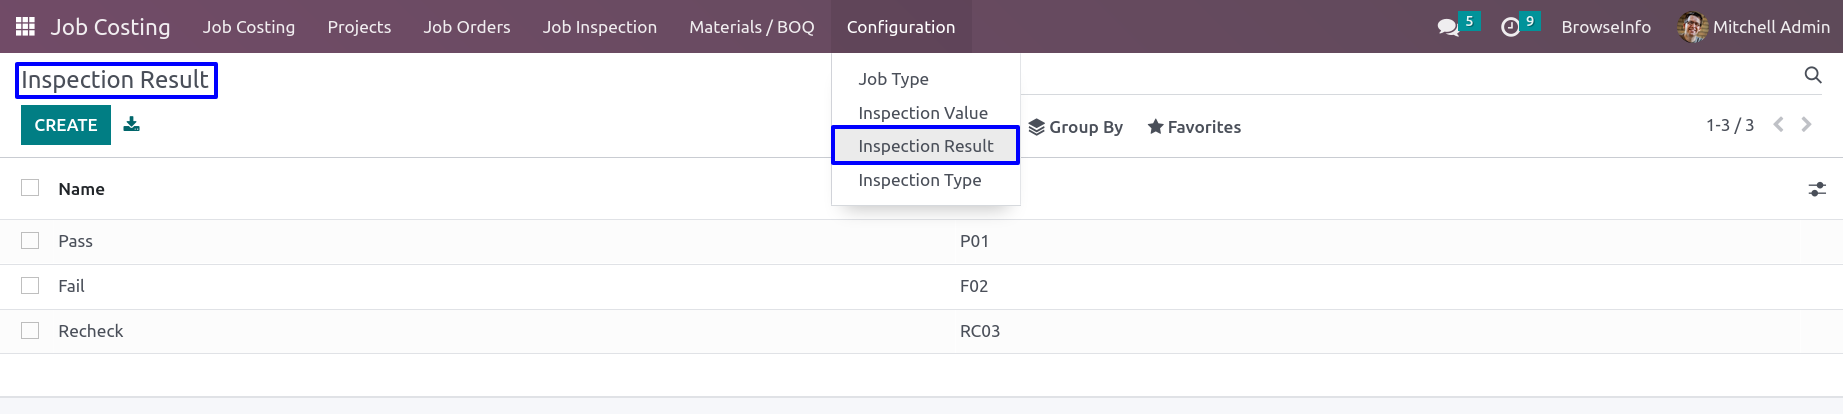 Job Costing Job Costing Projects Job Orders Job Inspection Materials / BOQ Configuration 5 9 BrowseInfo Mitchell Admin
Inspection Result
Job Type
Inspection Value
Inspection Result
Inspection Type
CREATE
Group By Favorites 1-3 / 3
Name
Pass P01
Fail F02
Recheck RC03